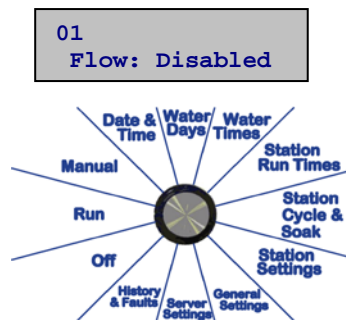 01
Flow: Disabled
Date &
Time
Water
Days
Water
Times
Station
Run Times
Station
Cycle &
Soak
Station
Settings
General
Settings
Server
Settings
History
& Faults
Off
Run
Manual